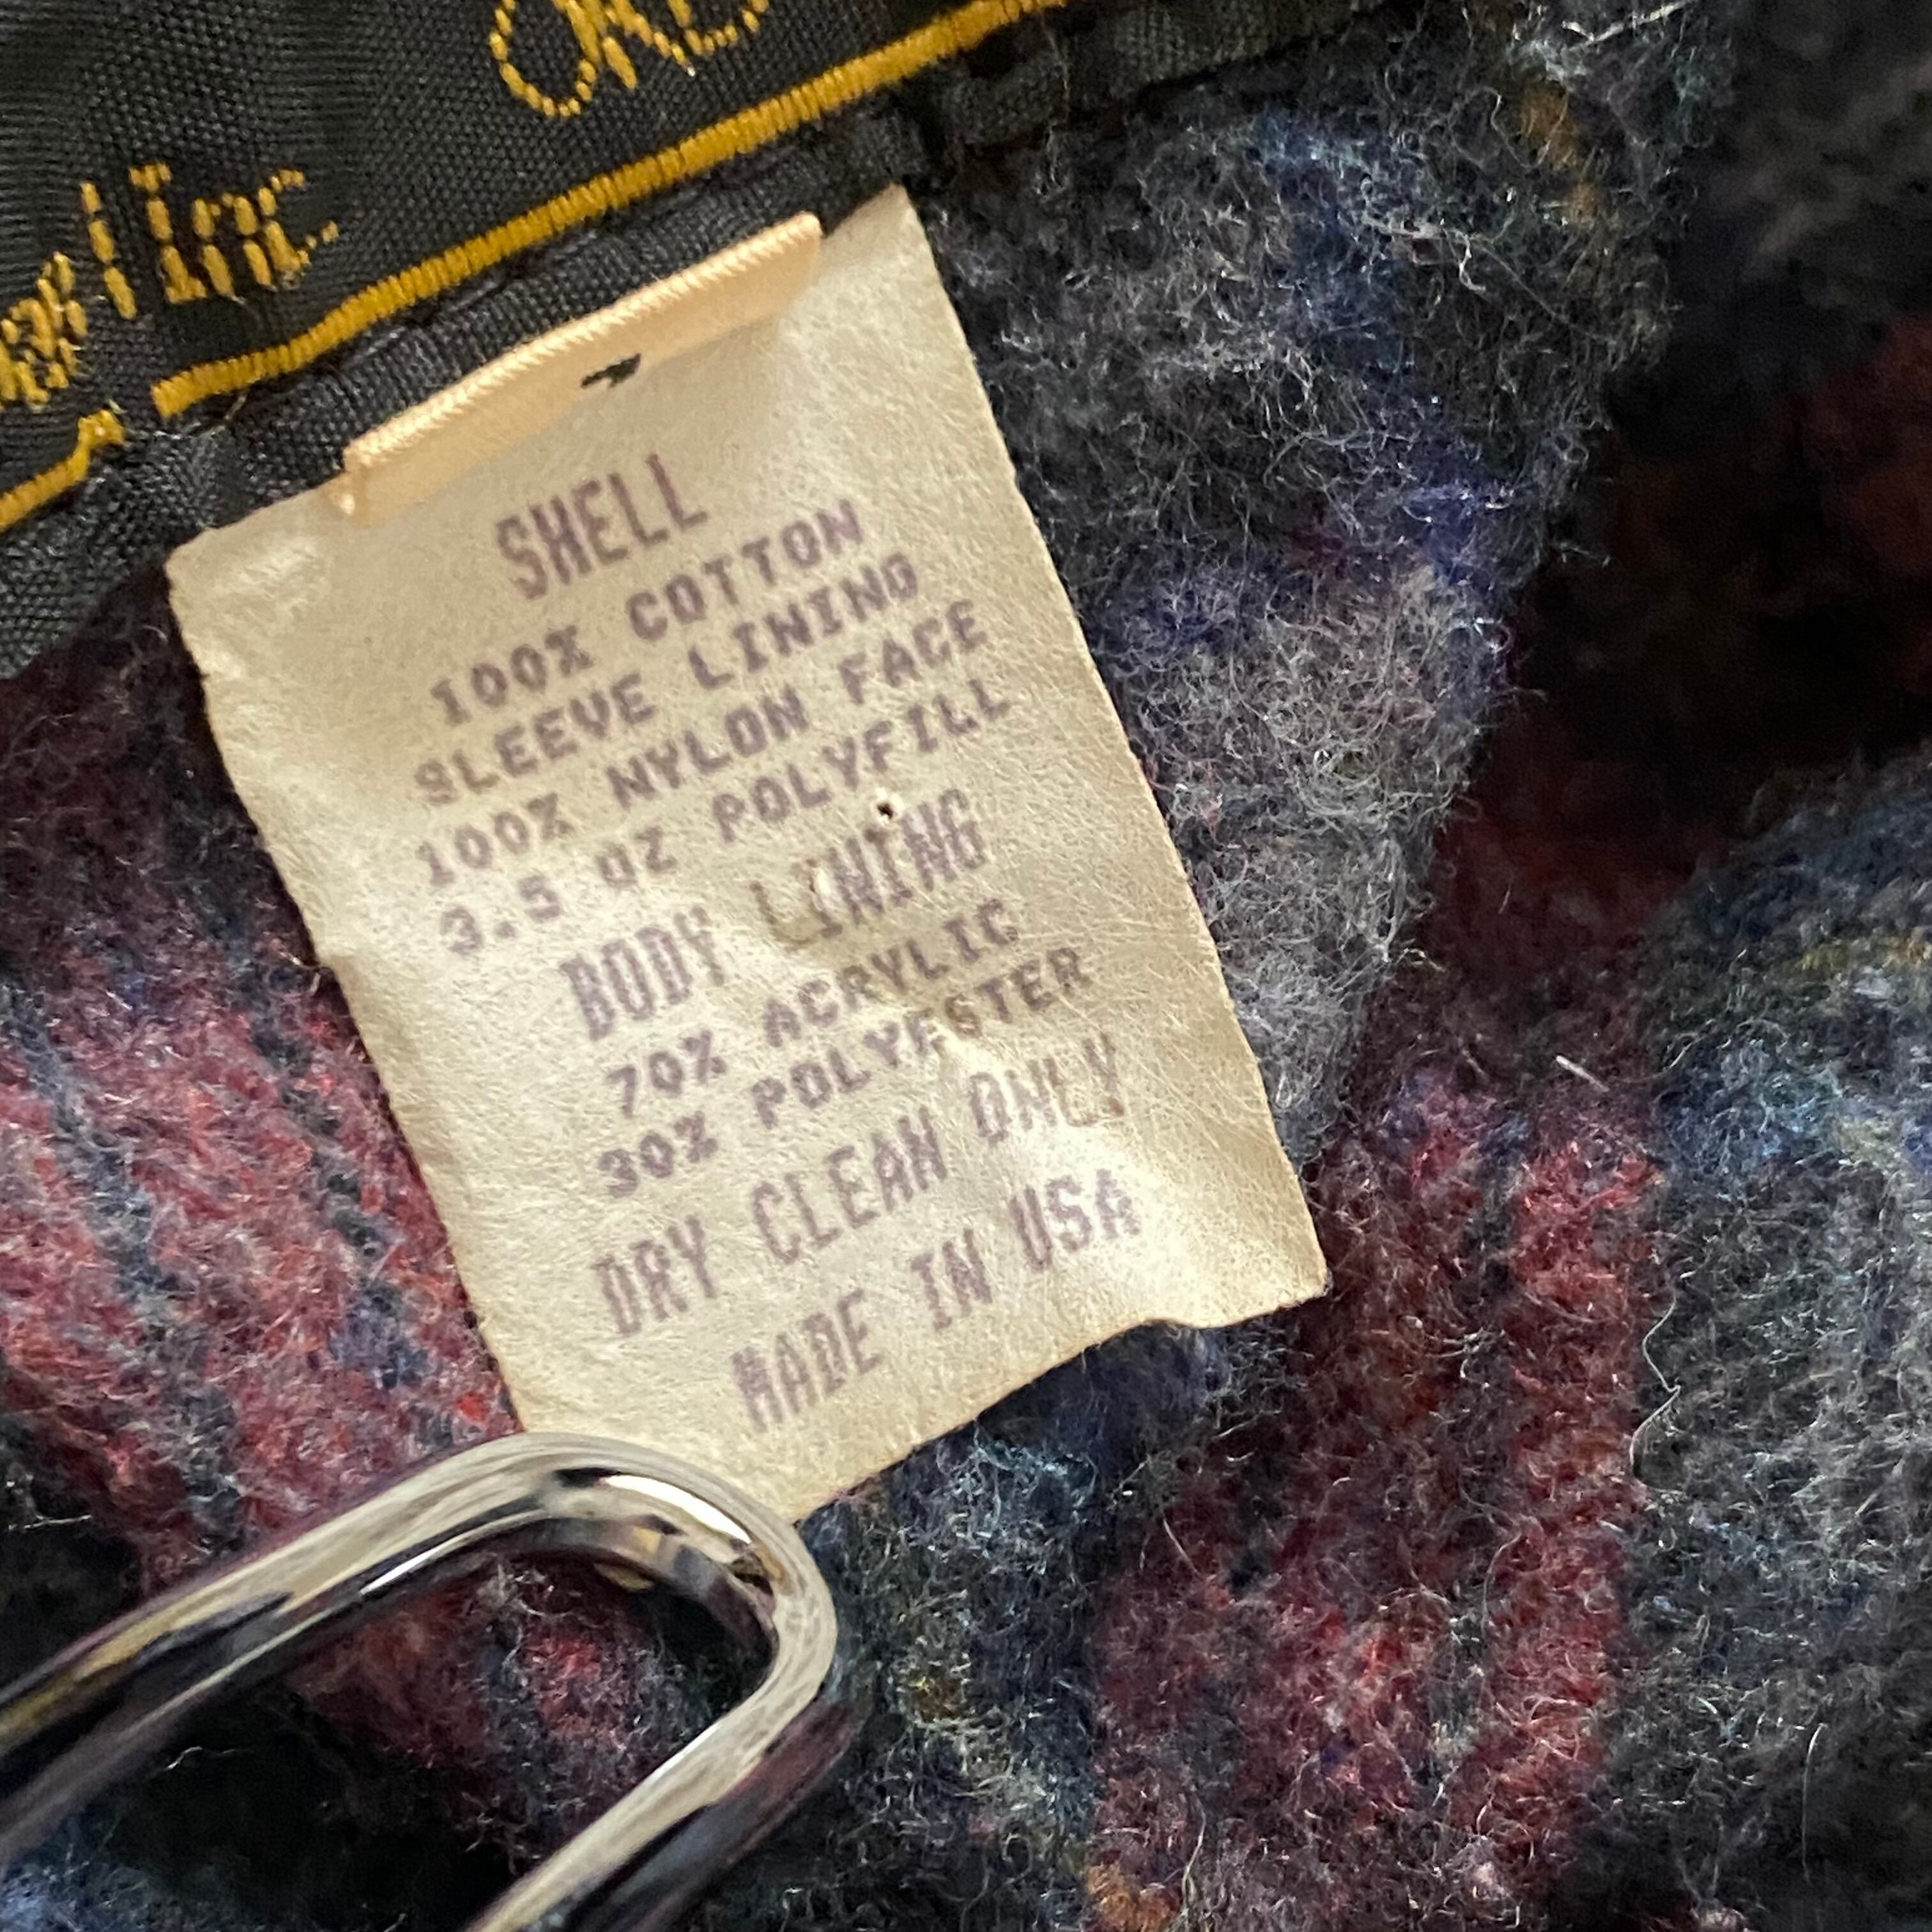 Inc
SHELL
100% COTTON
SLEEVE LINING
100% NYLON FACE
3.5 OZ POLYFILL
BODY LINING
70% ACRYLIC
30% POLYESTER
DRY CLEAN ONLY
MADE IN USA